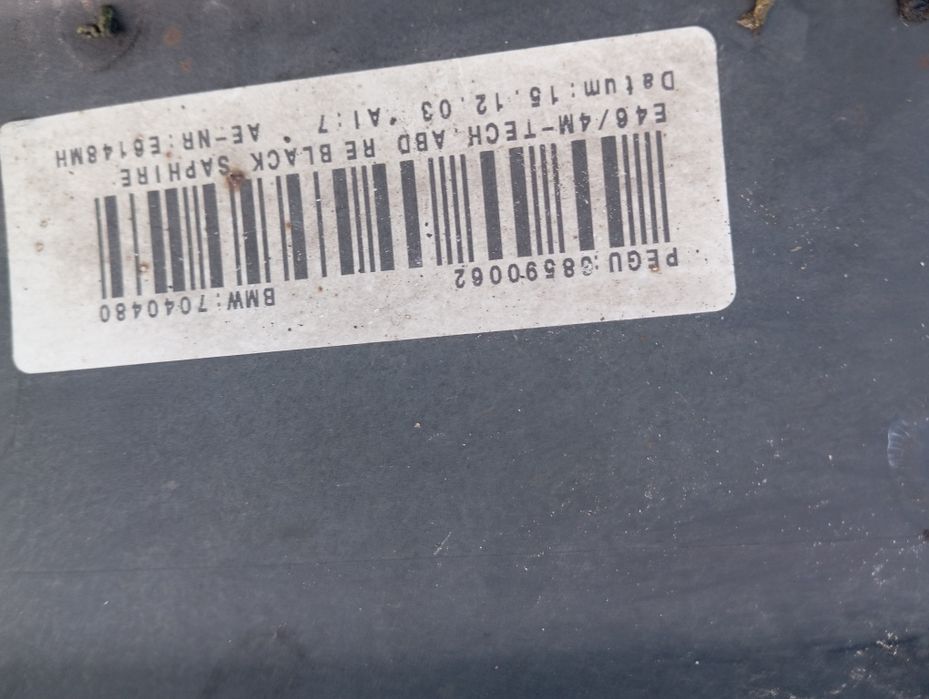 PEGU:68590062 BMW:7040480
E46/4M-TECH ABD RE BLACK SAPHIRE
Datum:15.12.03 AI:7 AE-NR:E6148MH